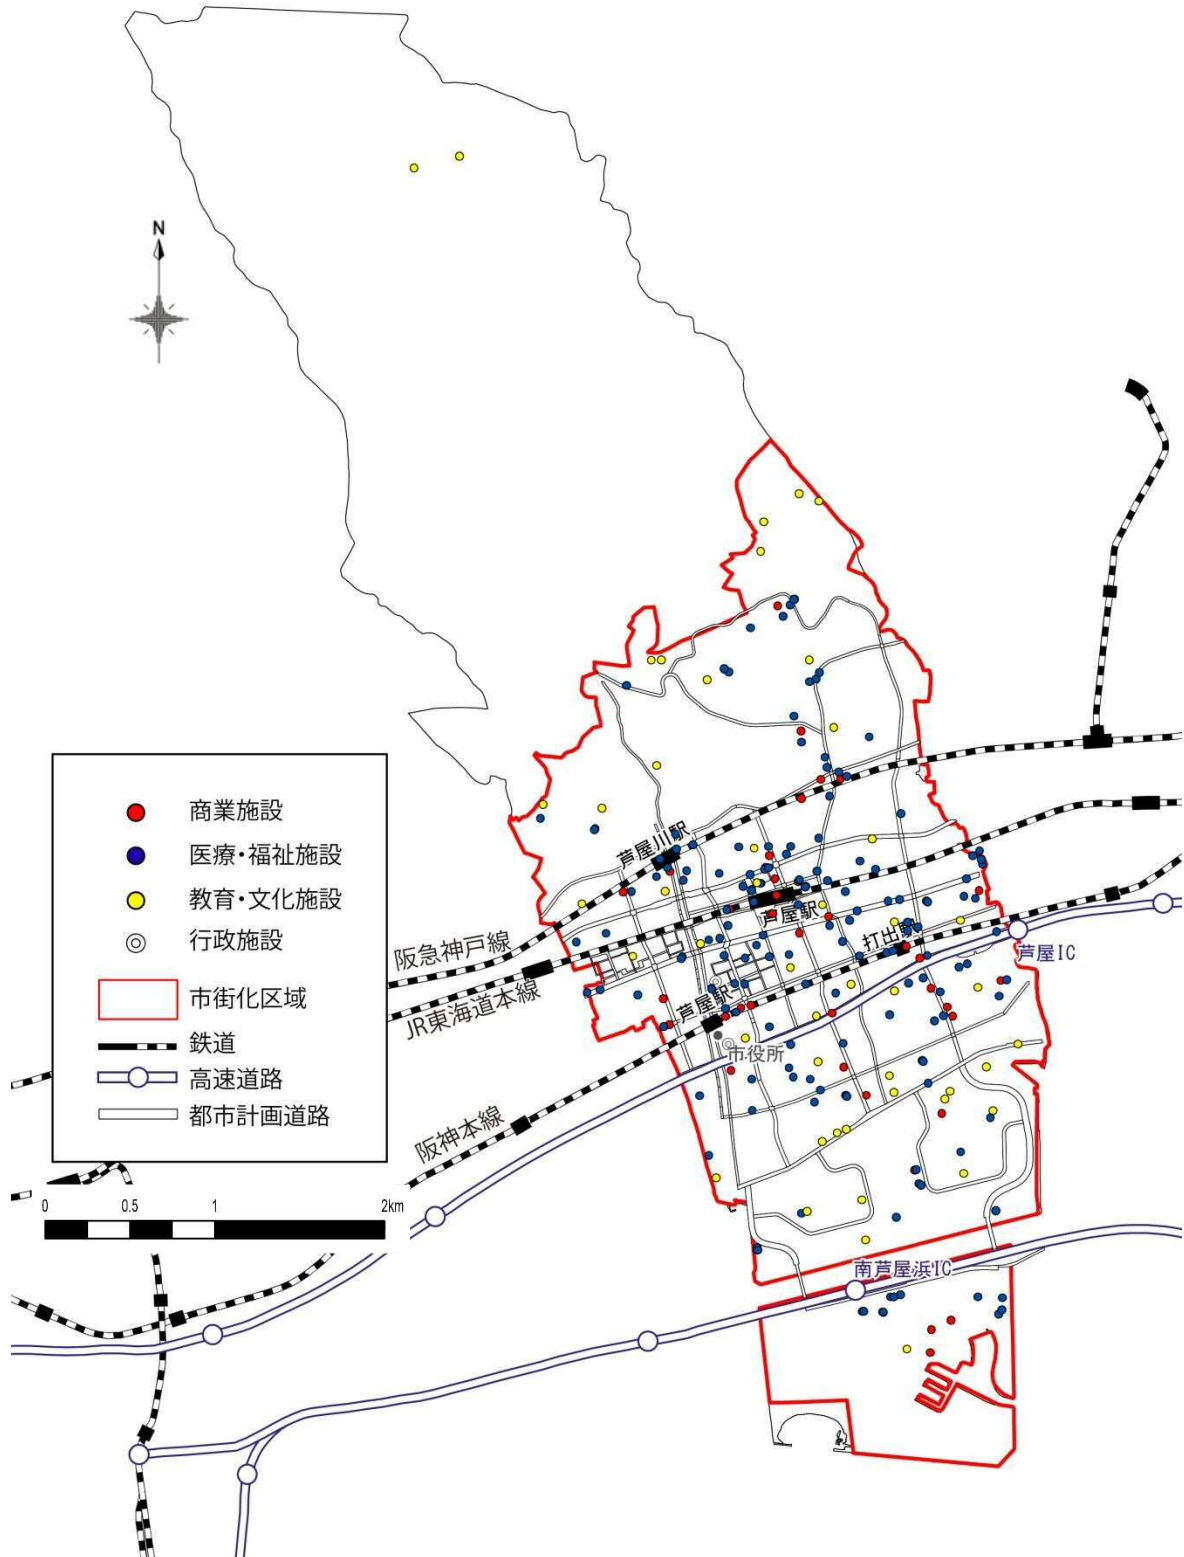 N
商業施設
医療・福祉施設
教育・文化施設
行政施設
市街化区域
鉄道
高速道路
都市計画道路
0 0.5 1 2km
芦屋川駅
阪急神戸線
芦屋駅
打出駅
芦屋IC
JR東海道本線
芦屋駅
市役所
阪神本線
南芦屋浜IC